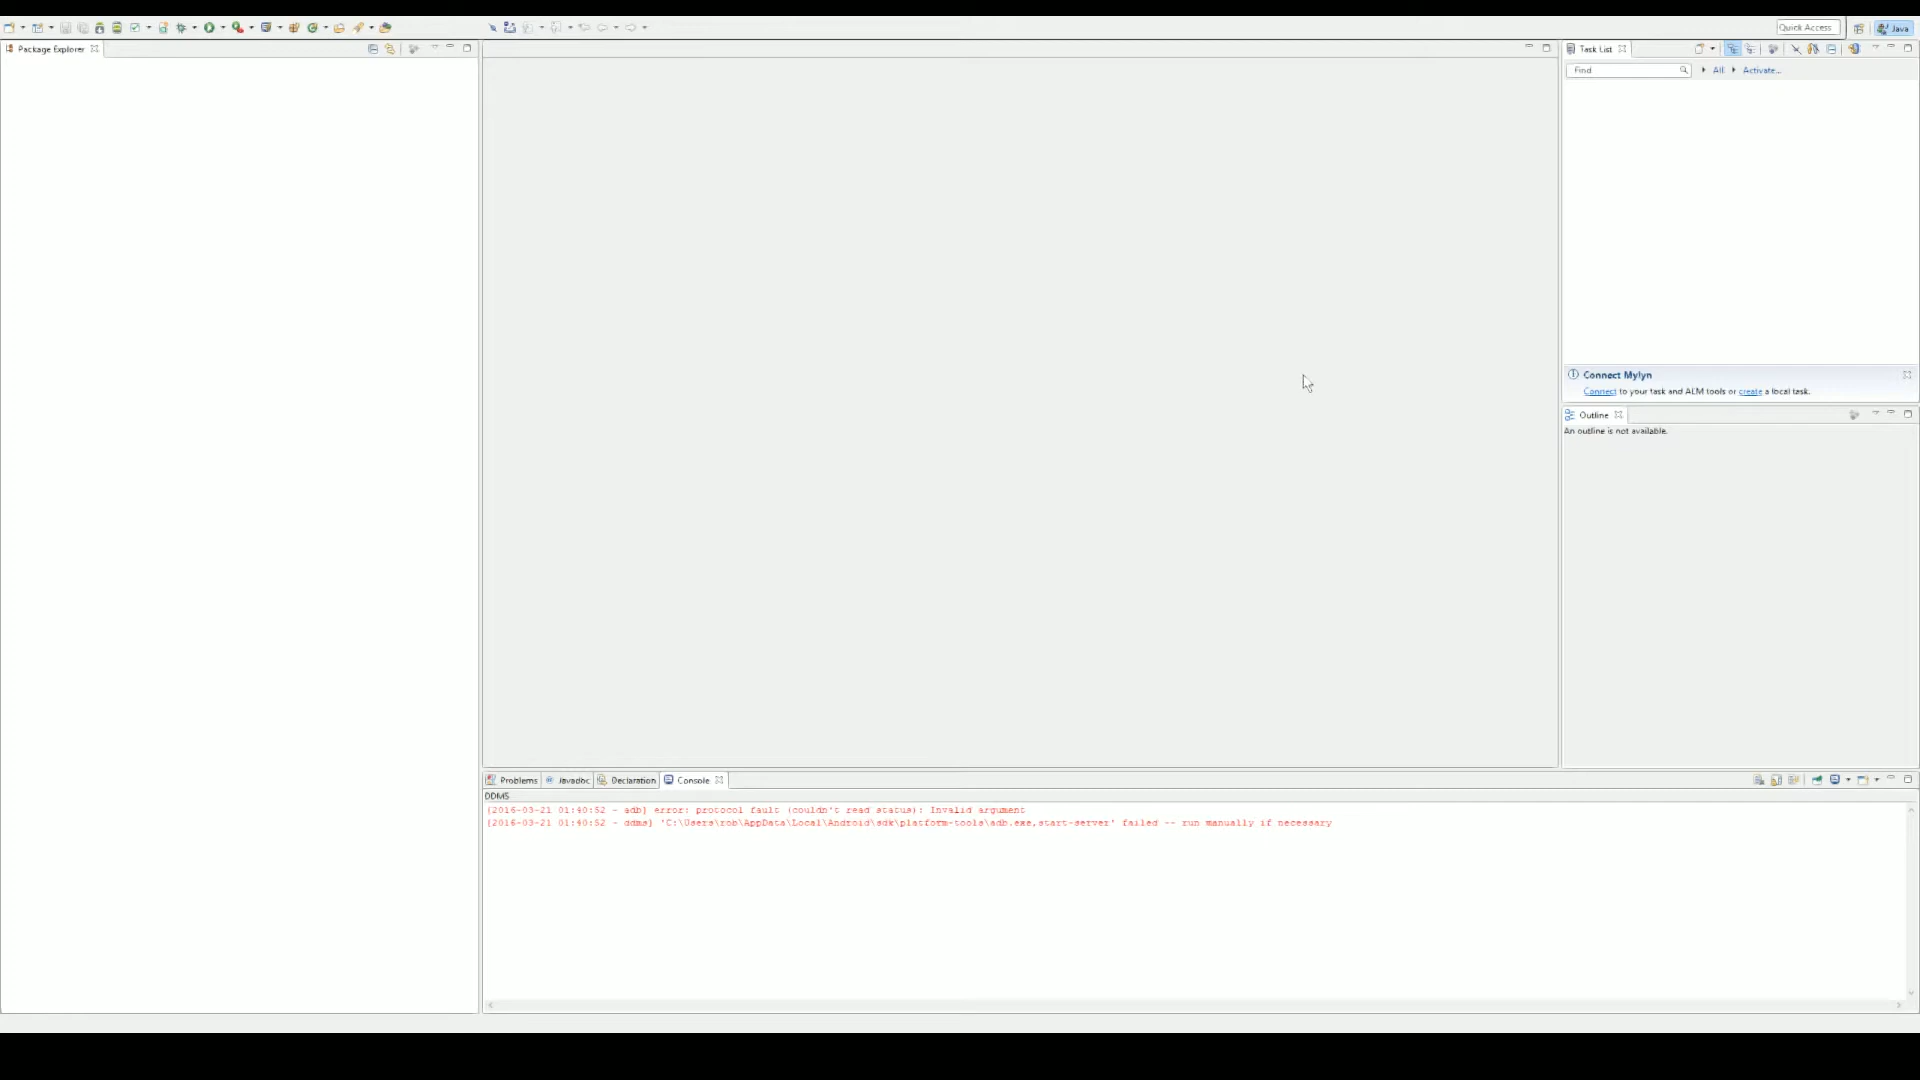 Quick Access
Java
Package Explorer
Task List
Find
All
Activate...
Connect Mylyn
Connect to your task and ALM tools or create a local task.
Outline
An outline is not available.
Problems
Javadoc
Declaration
Console
DDMS
[2016-03-21 01:40:52 - adb] error: protocol fault (couldn't read status): Invalid argument
[2016-03-21 01:40:52 - ddms] 'C:\Users\rob\AppData\Local\Android\sdk\platform-tools\adb.exe,start-server' failed -- run manually if necessary